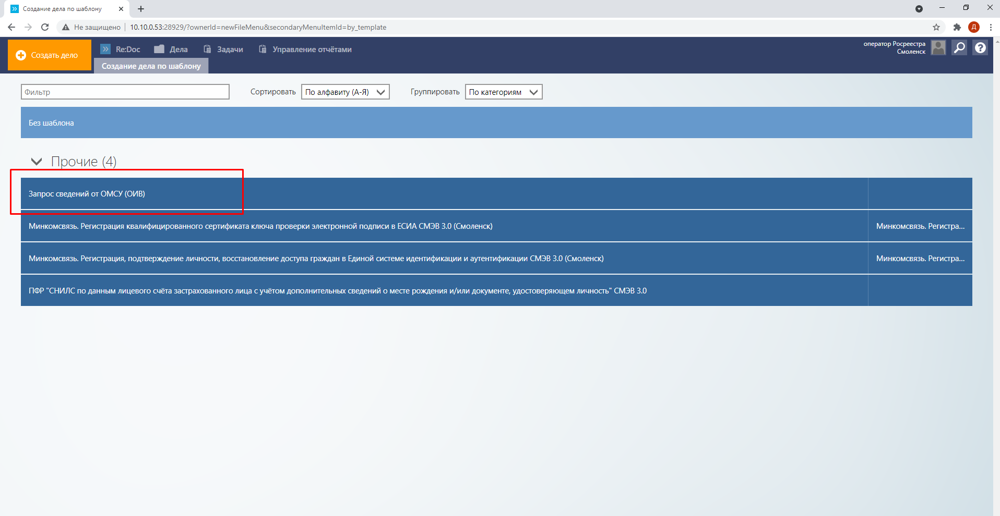 Создание дела по шаблону
Не защищено
10.10.0.53:28929/?ownerId=newFileMenu&secondaryMenuItemId=by_template
Д
Создать дело
Re:Doc
Дела
Задачи
Управление отчётами
оператор Росреестра
Смоленск
Создание дела по шаблону
Фильтр
Сортировать
По алфавиту (А-Я)
Группировать
По категориям
Без шаблона
Прочие (4)
Запрос сведений от ОМСУ (ОИВ)
Минкомсвязь. Регистрация квалифицированного сертификата ключа проверки электронной подписи в ЕСИА СМЭВ 3.0 (Смоленск)
Минкомсвязь. Регистра...
Минкомсвязь. Регистрация, подтверждение личности, восстановление доступа граждан в Единой системе идентификации и аутентификации СМЭВ 3.0 (Смоленск)
Минкомсвязь. Регистра...
ПФР "СНИЛС по данным лицевого счёта застрахованного лица с учётом дополнительных сведений о месте рождения и/или документе, удостоверяющем личность" СМЭВ 3.0